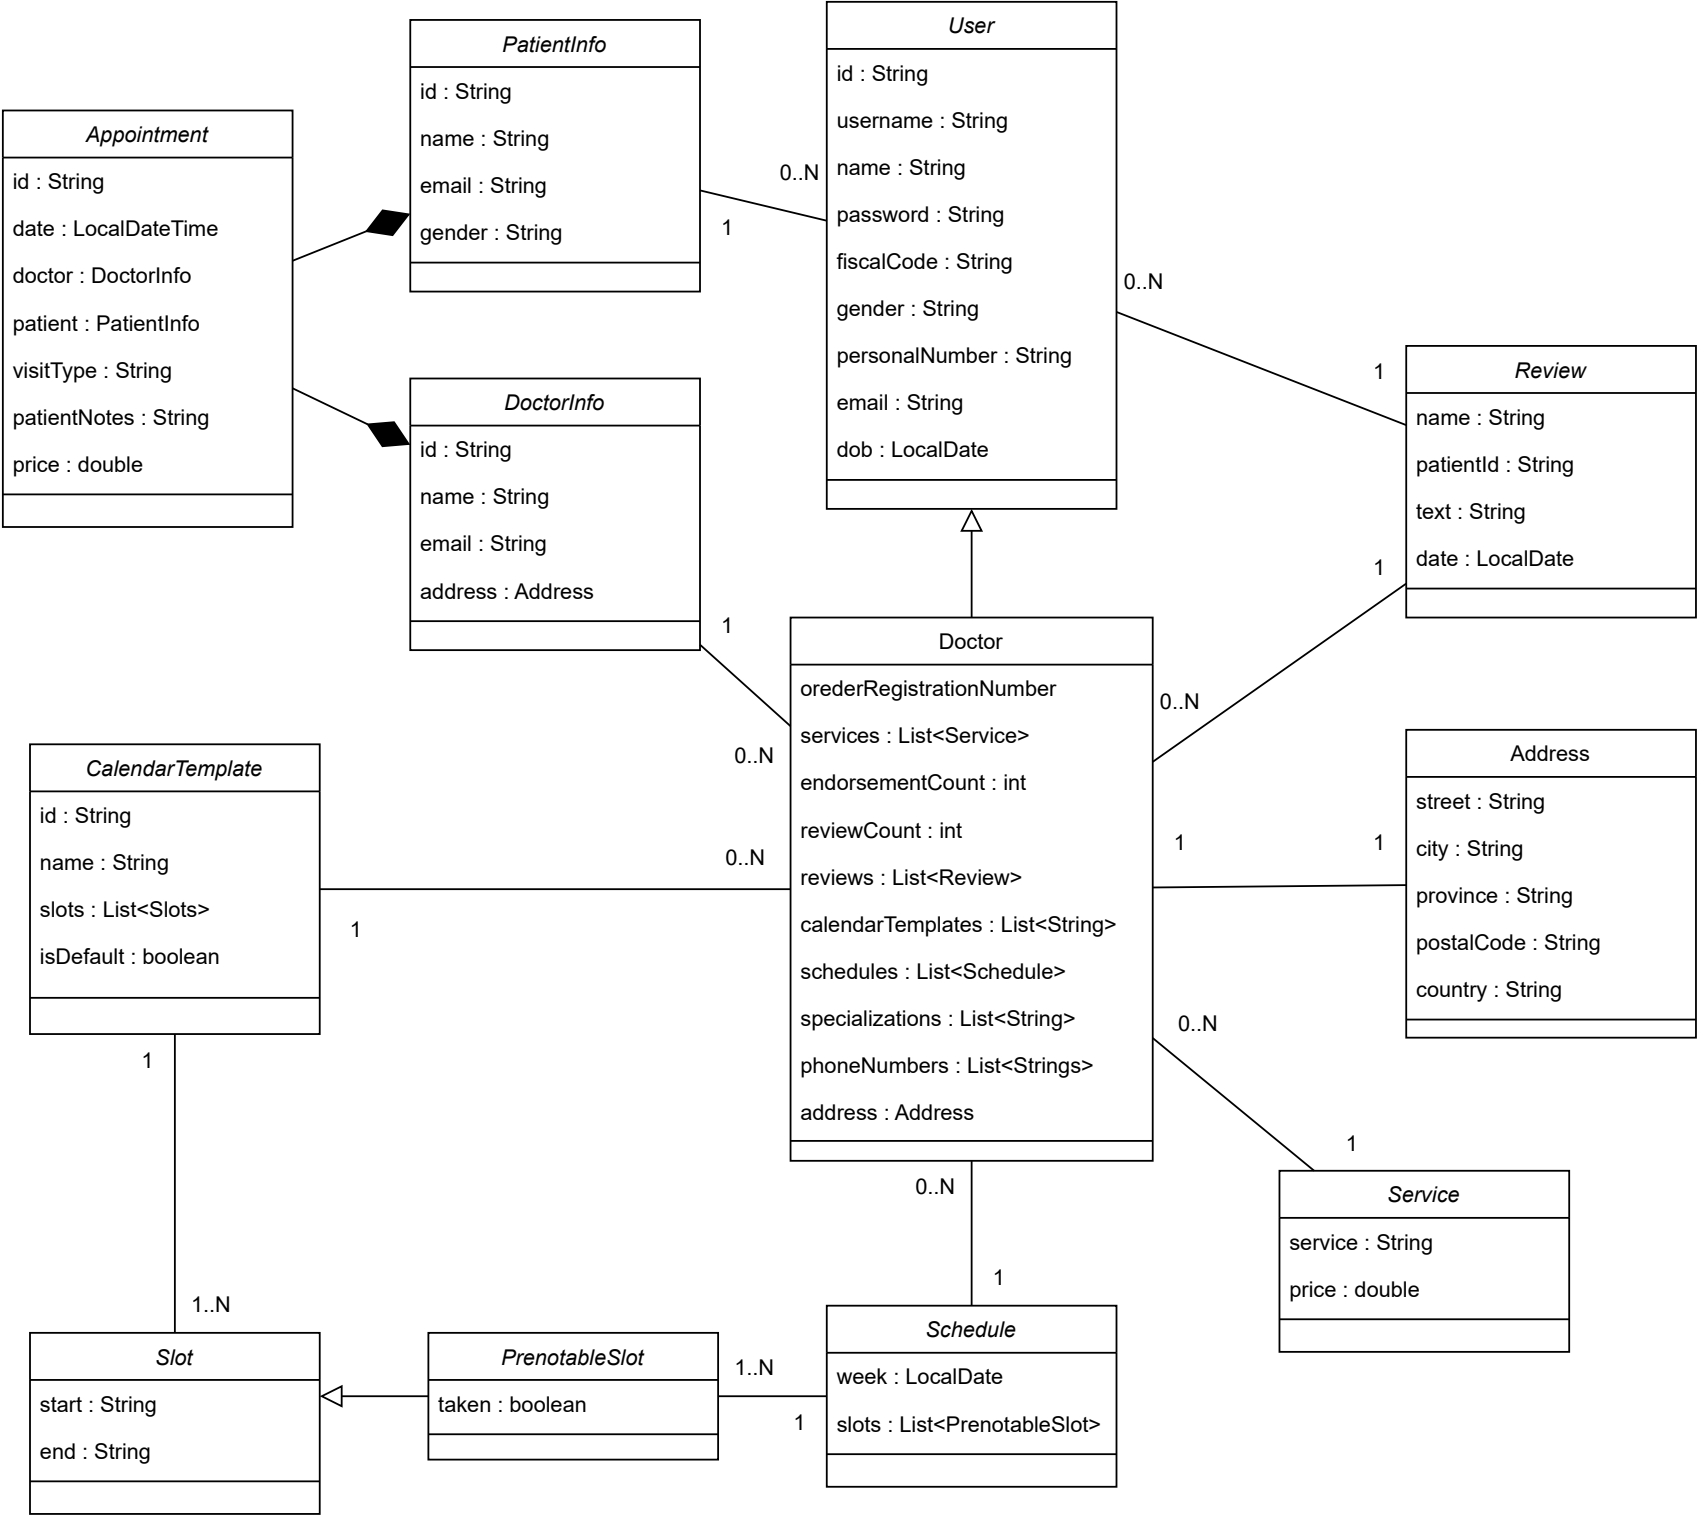 User
id : String
username : String
name : String
password : String
fiscalCode : String
gender : String
personalNumber : String
email : String
dob : LocalDate
PatientInfo
id : String
name : String
email : String
gender : String
Appointment
id : String
date : LocalDateTime
doctor : DoctorInfo
patient : PatientInfo
visitType : String
patientNotes : String
price : double
0..N
1
0..N
1
Review
name : String
patientId : String
text : String
date : LocalDate
DoctorInfo
id : String
name : String
email : String
address : Address
1
0..N
1
0..N
Doctor
orederRegistrationNumber
services : List<Service>
endorsementCount : int
reviewCount : int
reviews : List<Review>
calendarTemplates : List<String>
schedules : List<Schedule>
specializations : List<String>
phoneNumbers : List<Strings>
address : Address
Address
street : String
city : String
province : String
postalCode : String
country : String
1
1
CalendarTemplate
id : String
name : String
slots : List<Slots>
isDefault : boolean
0..N
1
0..N
1
Service
service : String
price : double
1
1..N
0..N
1
Slot
start : String
end : String
PrenotableSlot
taken : boolean
1..N
1
Schedule
week : LocalDate
slots : List<PrenotableSlot>